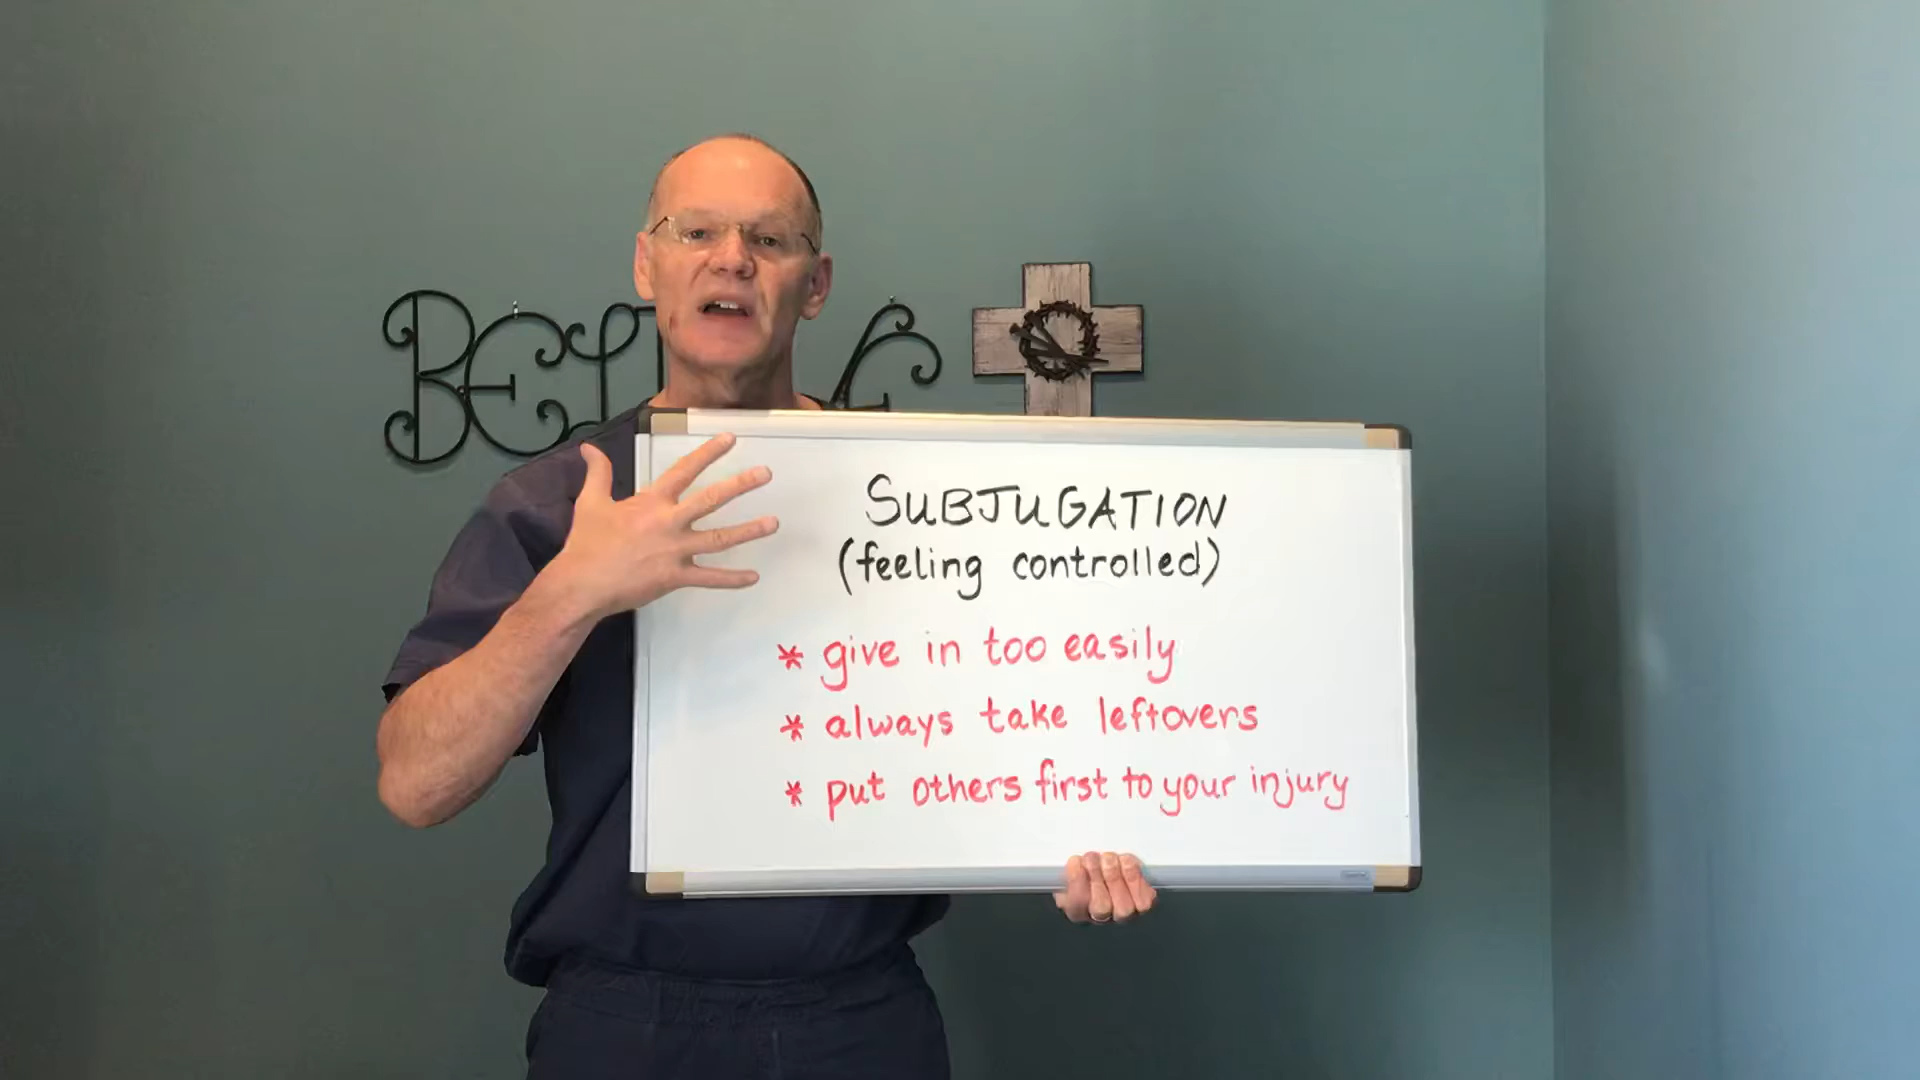 SUBJUGATION
(feeling controlled)
* give in too easily
* always take leftovers
* put others first to your injury